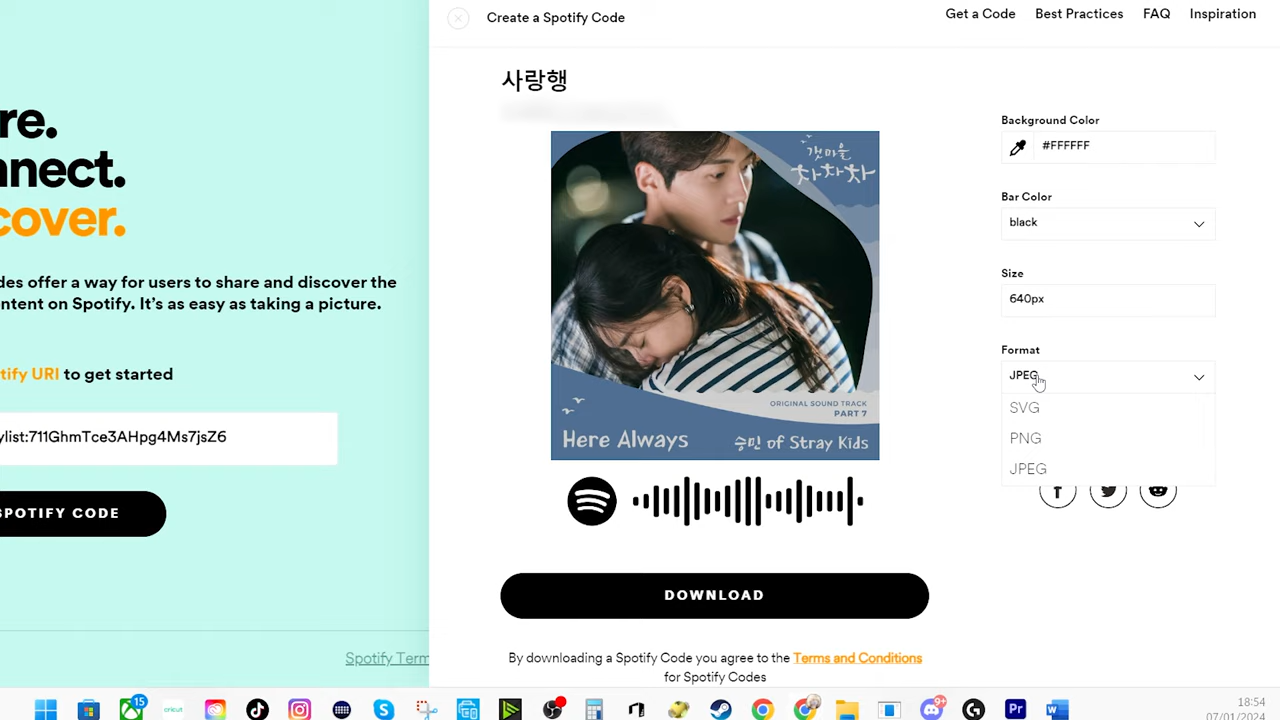 Create a Spotify Code
Get a Code
Best Practices
FAQ
Inspiration
re.
nnect.
cover.
des offer a way for users to share and discover the
ntent on Spotify. It's as easy as taking a picture.
tify URI to get started
ylist:711GhmTce3AHpg4Ms7jsZ6
SPOTIFY CODE
Spotify Term
사랑행
갯마을
차차차
ORIGINAL SOUND TRACK
PART 7
Here Always
승민 of Stray Kids
DOWNLOAD
By downloading a Spotify Code you agree to the Terms and Conditions
for Spotify Codes
Background Color
#FFFFFF
Bar Color
black
Size
640px
Format
JPEG
SVG
PNG
JPEG
15
cricut
9+
Pr
18:54
07/01/2024